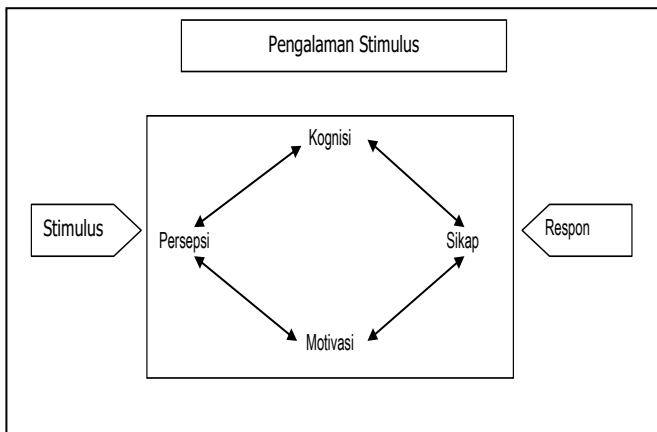 Pengalaman Stimulus
Kognisi
Stimulus
Persepsi
Sikap
Respon
Motivasi